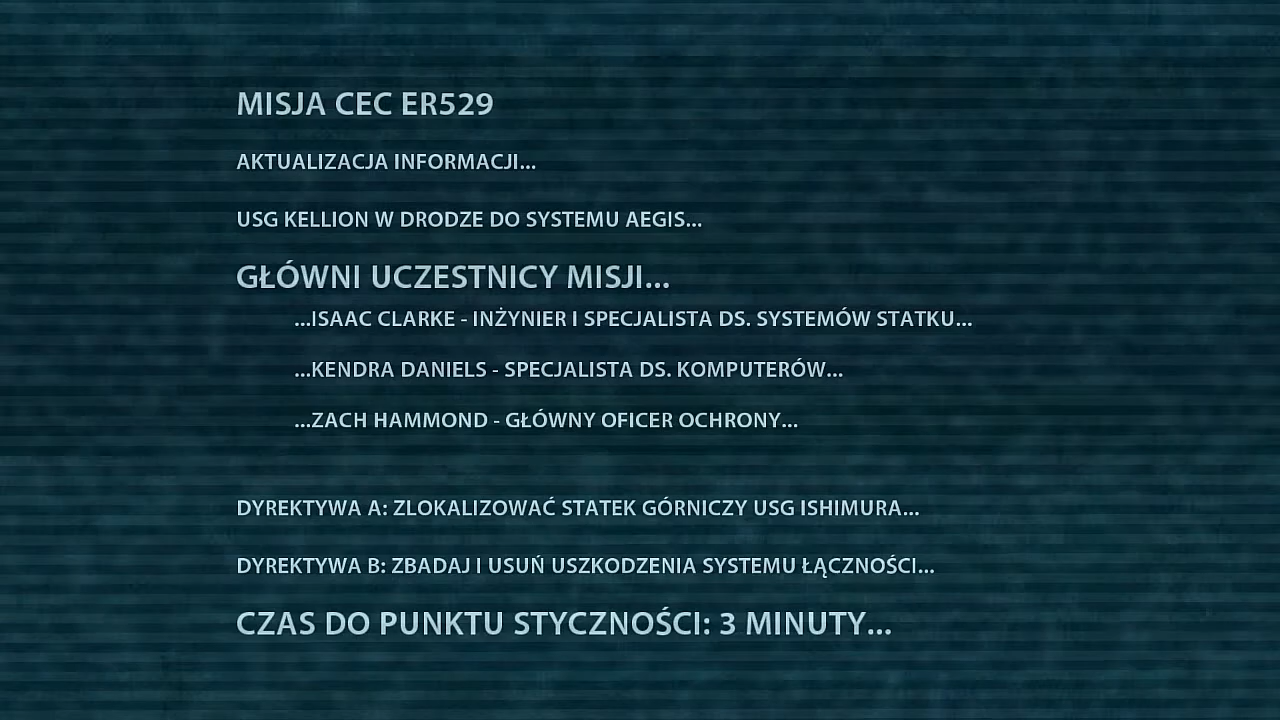 MISJA CEC ER529
AKTUALIZACJA INFORMACJI...
USG KELLION W DRODZE DO SYSTEMU AEGIS...
GŁÓWNI UCZESTNICY MISJI...
...ISAAC CLARKE - INŻYNIER I SPECJALISTA DS. SYSTEMÓW STATKU...
...KENDRA DANIELS - SPECJALISTA DS. KOMPUTERÓW...
...ZACH HAMMOND - GŁÓWNY OFICER OCHRONY...
DYREKTYWA A: ZLOKALIZOWAĆ STATEK GÓRNICZY USG ISHIMURA...
DYREKTYWA B: ZBADAJ I USUŃ USZKODZENIA SYSTEMU ŁĄCZNOŚCI...
CZAS DO PUNKTU STYCZNOŚCI: 3 MINUTY...